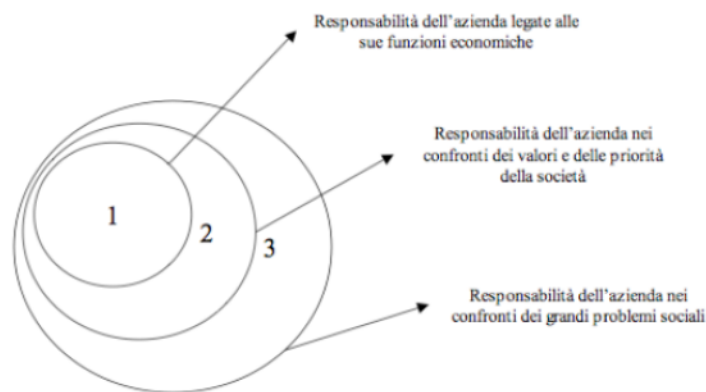 Responsabilità dell'azienda legate alle
sue funzioni economiche
Responsabilità dell'azienda nei
confronti dei valori e delle priorità
della società
1
2
3
Responsabilità dell'azienda nei
confronti dei grandi problemi sociali